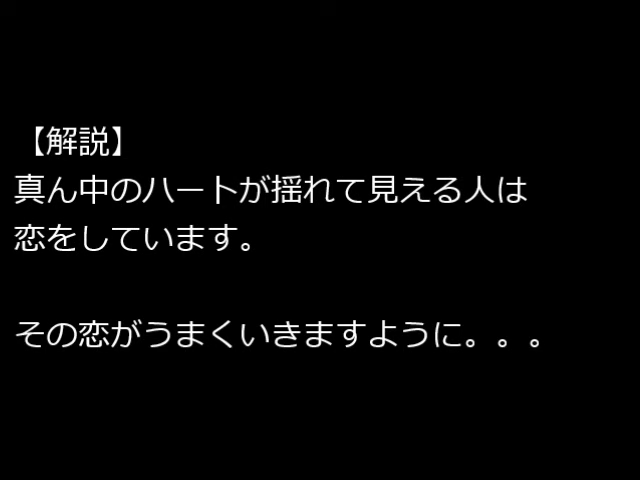 【解説】
真ん中のハートが揺れて見える人は
恋をしています。
その恋がうまくいきますように。。。